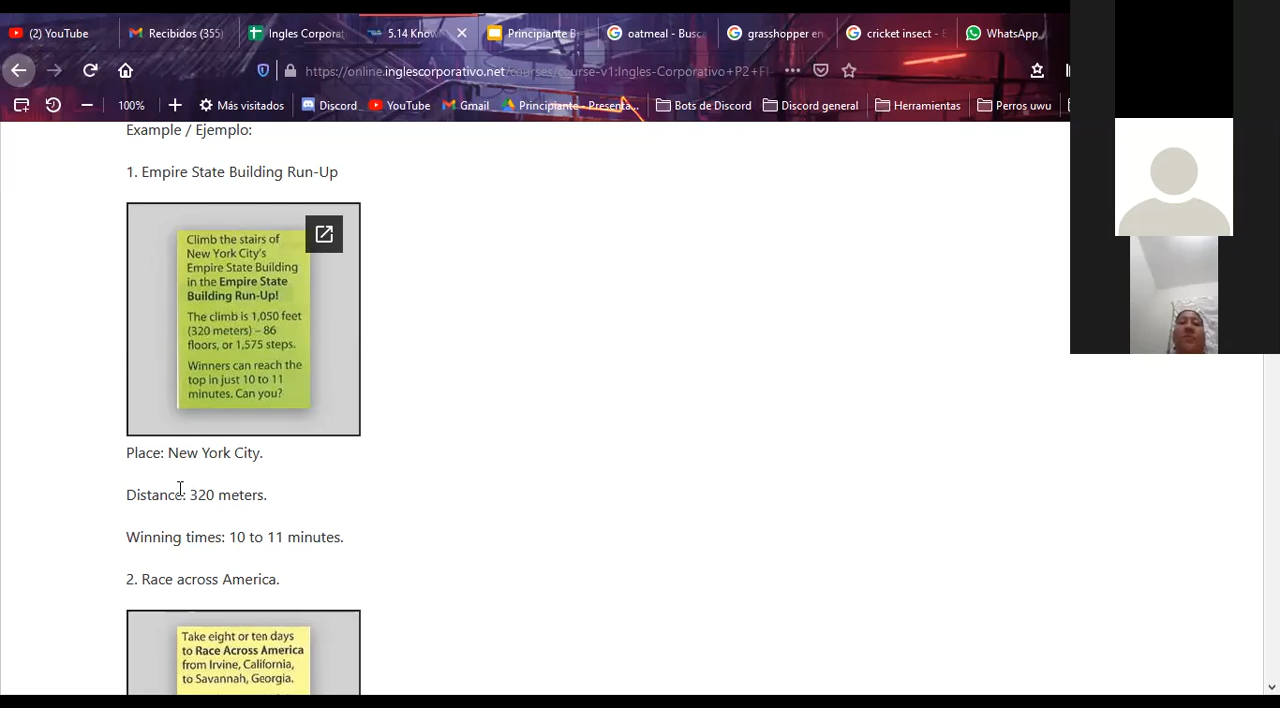 (2) YouTube
Recibidos (355)
Ingles Corporat
5.14 Know
Principiante B
oatmeal - Busc
grasshopper en
cricket insect - E
WhatsApp
https://online.inglescorporativo.net/courses/course-v1:Ingles-Corporativo+P2+FI
100%
Más visitados
Discord
YouTube
Gmail
Principiante - Presenta...
Bots de Discord
Discord general
Herramientas
Perros uwu
Example / Ejemplo:
1. Empire State Building Run-Up
Climb the stairs of
New York City's
Empire State Building
in the Empire State
Building Run-Up!
The climb is 1,050 feet
(320 meters) – 86
floors, or 1,575 steps.
Winners can reach the
top in just 10 to 11
minutes. Can you?
Place: New York City.
Distance: 320 meters.
Winning times: 10 to 11 minutes.
2. Race across America.
Take eight or ten days
to Race Across America
from Irvine, California,
to Savannah, Georgia.